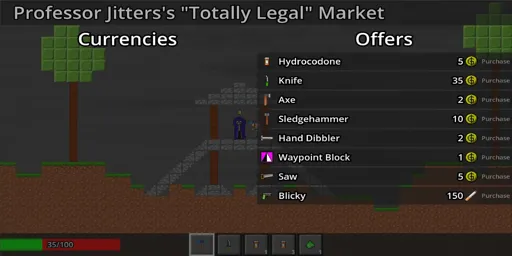 Professor Jitters's "Totally Legal" Market
Currencies
Offers
Hydrocodone 5 Purchase
Knife 35 Purchase
Axe 2 Purchase
Sledgehammer 10 Purchase
Hand Dibbler 2 Purchase
Waypoint Block 1 Purchase
Saw 5 Purchase
Blicky 150 Purchase
35/100